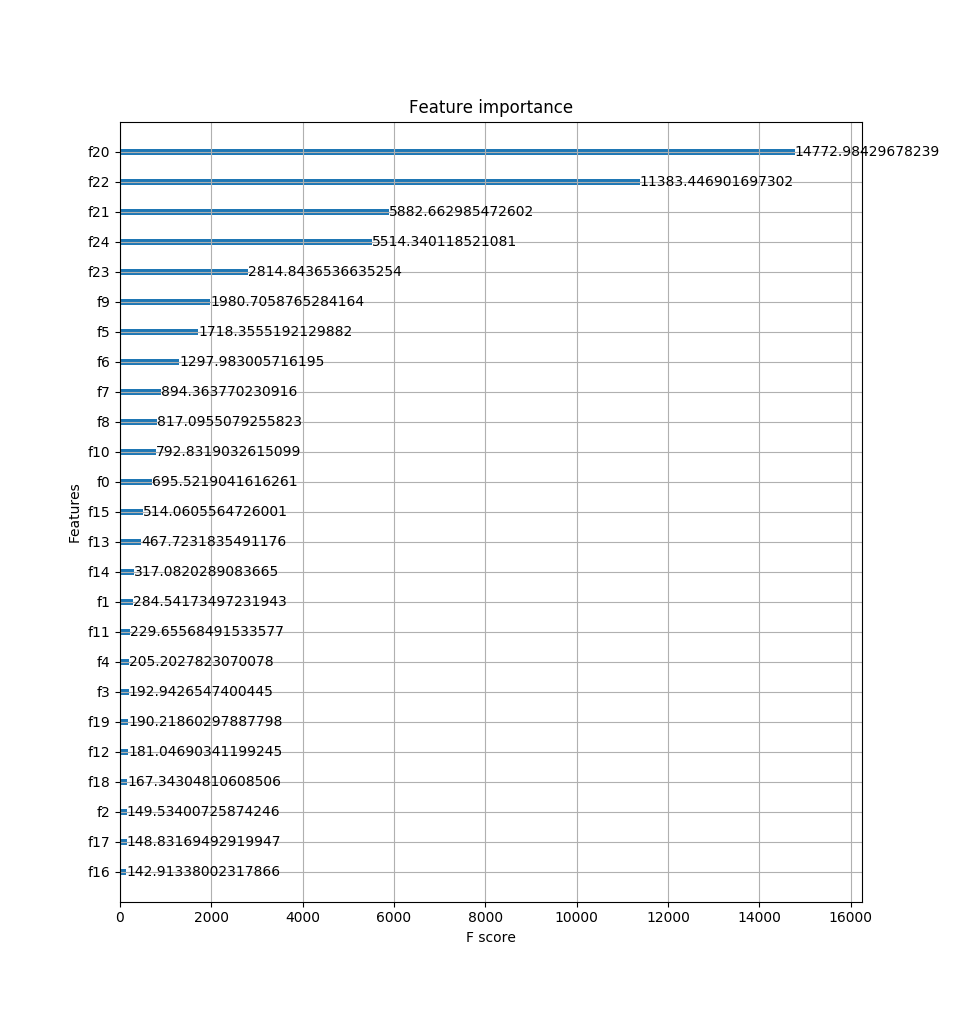 Feature importance
f20 14772.98429678239
f22 11383.446901697302
f21 5882.662985472602
f24 5514.340118521081
f23 2814.8436536635254
f9 1980.7058765284164
f5 1718.3555192129882
f6 1297.983005716195
f7 894.363770230916
f8 817.0955079255823
f10 792.8319032615099
f0 695.5219041616261
f15 514.0605564726001
f13 467.7231835491176
f14 317.0820289083665
f1 284.54173497231943
f11 229.65568491533577
f4 205.2027823070078
f3 192.9426547400445
f19 190.21860297887798
f12 181.04690341199245
f18 167.34304810608506
f2 149.53400725874246
f17 148.83169492919947
f16 142.91338002317866
Features
0 2000 4000 6000 8000 10000 12000 14000 16000
F score